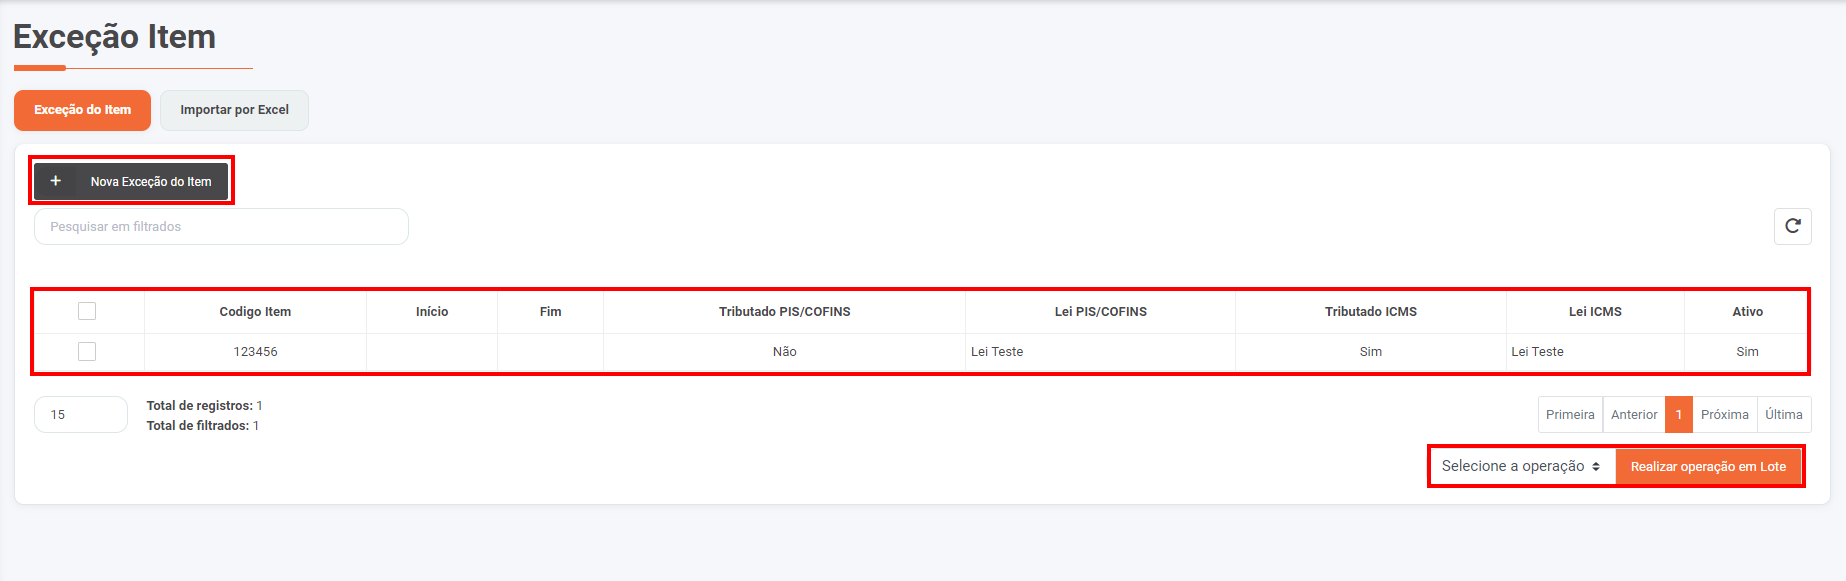 Exceção Item
Exceção do Item Importar por Excel
+ Nova Exceção do Item
Pesquisar em filtrados
Codigo Item Início Fim Tributado PIS/COFINS Lei PIS/COFINS Tributado ICMS Lei ICMS Ativo
123456 Não Lei Teste Sim Lei Teste Sim
15
Total de registros: 1
Total de filtrados: 1
Primeira Anterior 1 Próxima Última
Selecione a operação Realizar operação em Lote